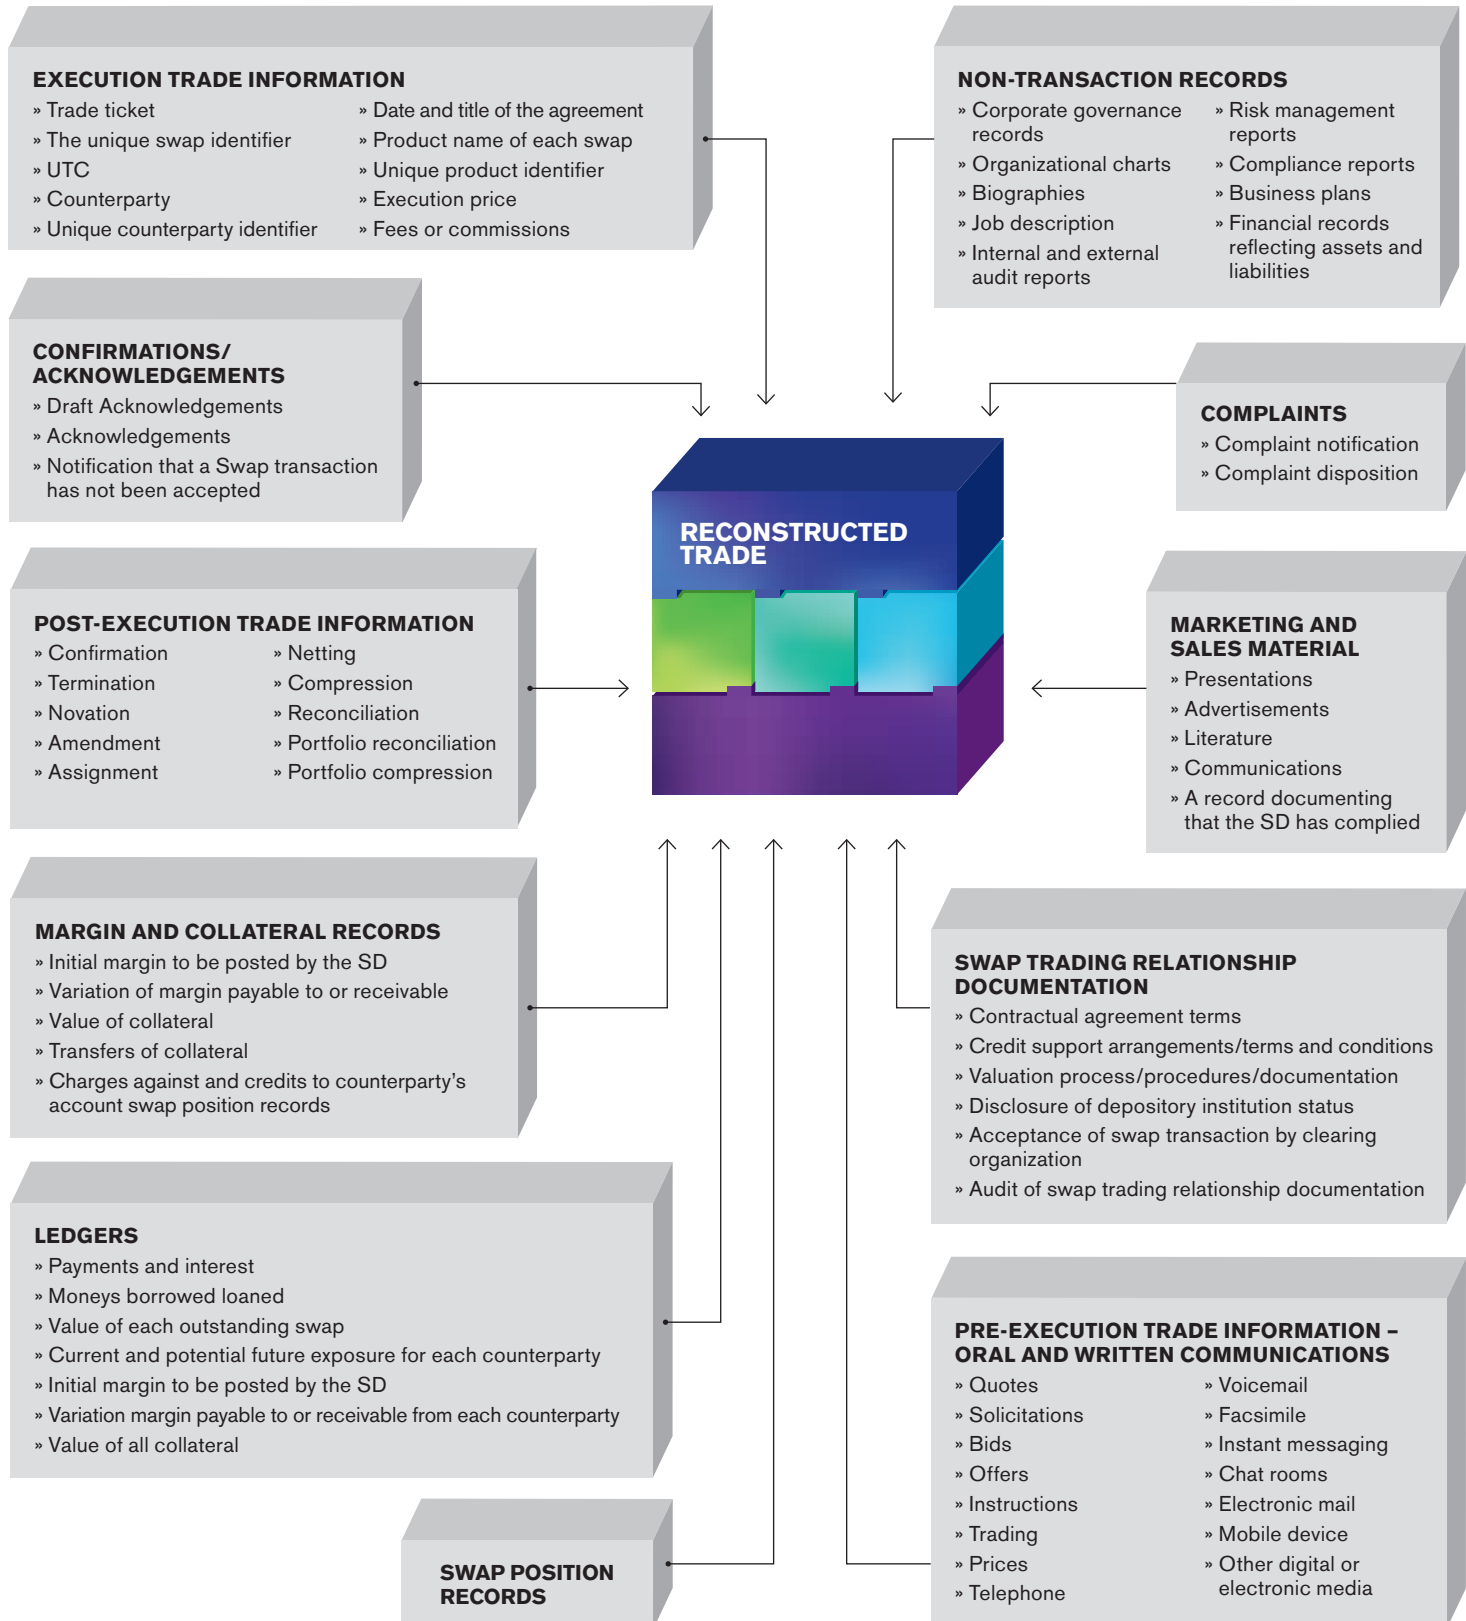 EXECUTION TRADE INFORMATION
» Trade ticket
» The unique swap identifier
» UTC
» Counterparty
» Unique counterparty identifier
» Date and title of the agreement
» Product name of each swap
» Unique product identifier
» Execution price
» Fees or commissions
NON-TRANSACTION RECORDS
» Corporate governance
records
» Organizational charts
» Biographies
» Job description
» Internal and external
audit reports
» Risk management
reports
» Compliance reports
» Business plans
» Financial records
reflecting assets and
liabilities
CONFIRMATIONS/
ACKNOWLEDGEMENTS
» Draft Acknowledgements
» Acknowledgements
» Notification that a Swap transaction
has not been accepted
COMPLAINTS
» Complaint notification
» Complaint disposition
RECONSTRUCTED
TRADE
POST-EXECUTION TRADE INFORMATION
» Confirmation
» Termination
» Novation
» Amendment
» Assignment
» Netting
» Compression
» Reconciliation
» Portfolio reconciliation
» Portfolio compression
MARKETING AND
SALES MATERIAL
» Presentations
» Advertisements
» Literature
» Communications
» A record documenting
that the SD has complied
MARGIN AND COLLATERAL RECORDS
» Initial margin to be posted by the SD
» Variation of margin payable to or receivable
» Value of collateral
» Transfers of collateral
» Charges against and credits to counterparty’s
account swap position records
SWAP TRADING RELATIONSHIP
DOCUMENTATION
» Contractual agreement terms
» Credit support arrangements/terms and conditions
» Valuation process/procedures/documentation
» Disclosure of depository institution status
» Acceptance of swap transaction by clearing
organization
» Audit of swap trading relationship documentation
LEDGERS
» Payments and interest
» Moneys borrowed loaned
» Value of each outstanding swap
» Current and potential future exposure for each counterparty
» Initial margin to be posted by the SD
» Variation margin payable to or receivable from each counterparty
» Value of all collateral
PRE-EXECUTION TRADE INFORMATION –
ORAL AND WRITTEN COMMUNICATIONS
» Quotes
» Solicitations
» Bids
» Offers
» Instructions
» Trading
» Prices
» Telephone
» Voicemail
» Facsimile
» Instant messaging
» Chat rooms
» Electronic mail
» Mobile device
» Other digital or
electronic media
SWAP POSITION
RECORDS